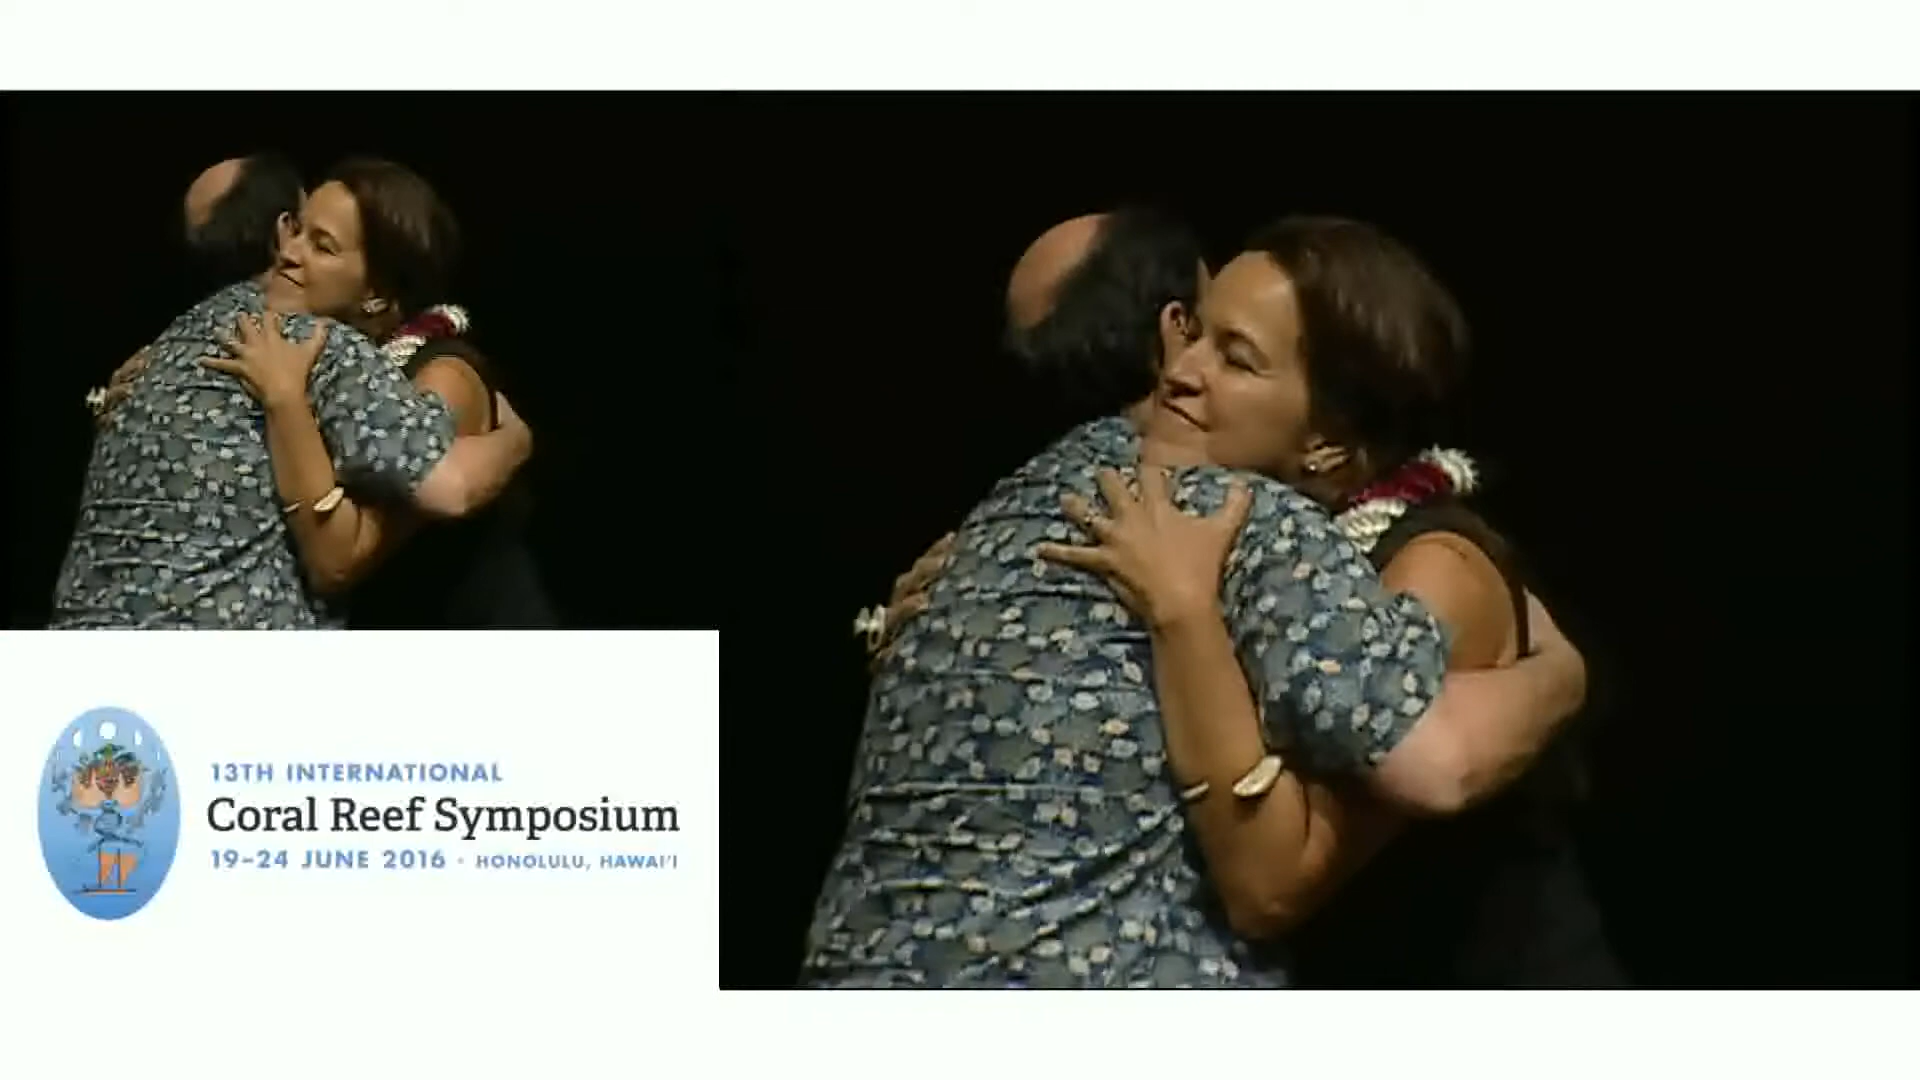 13TH INTERNATIONAL
Coral Reef Symposium
19–24 JUNE 2016 · HONOLULU, HAWAI'I